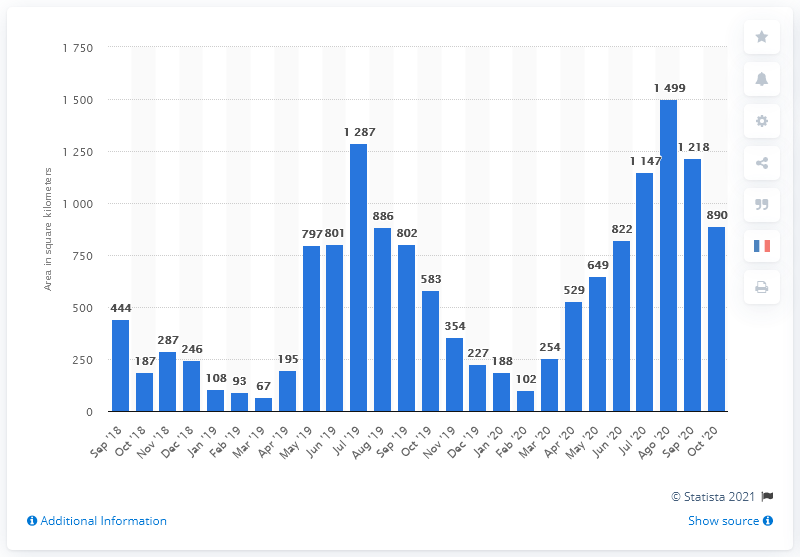 1 750
1 500
1 250
1 000
750
500
250
0
Area in square kilometers
444
187
287
246
108
93
67
195
797
801
1 287
886
802
583
354
227
188
102
254
529
649
822
1 147
1 499
1 218
890
Sep '18
Oct '18
Nov '18
Dec '18
Jan '19
Feb '19
Mar '19
Apr '19
May '19
Jun '19
Jul '19
Aug '19
Sep '19
Oct '19
Nov '19
Dec '19
Jan '20
Feb '20
Mar '20
Apr '20
May '20
Jun '20
Jul '20
Ago '20
Sep '20
Oct '20
© Statista 2021
Additional Information
Show source